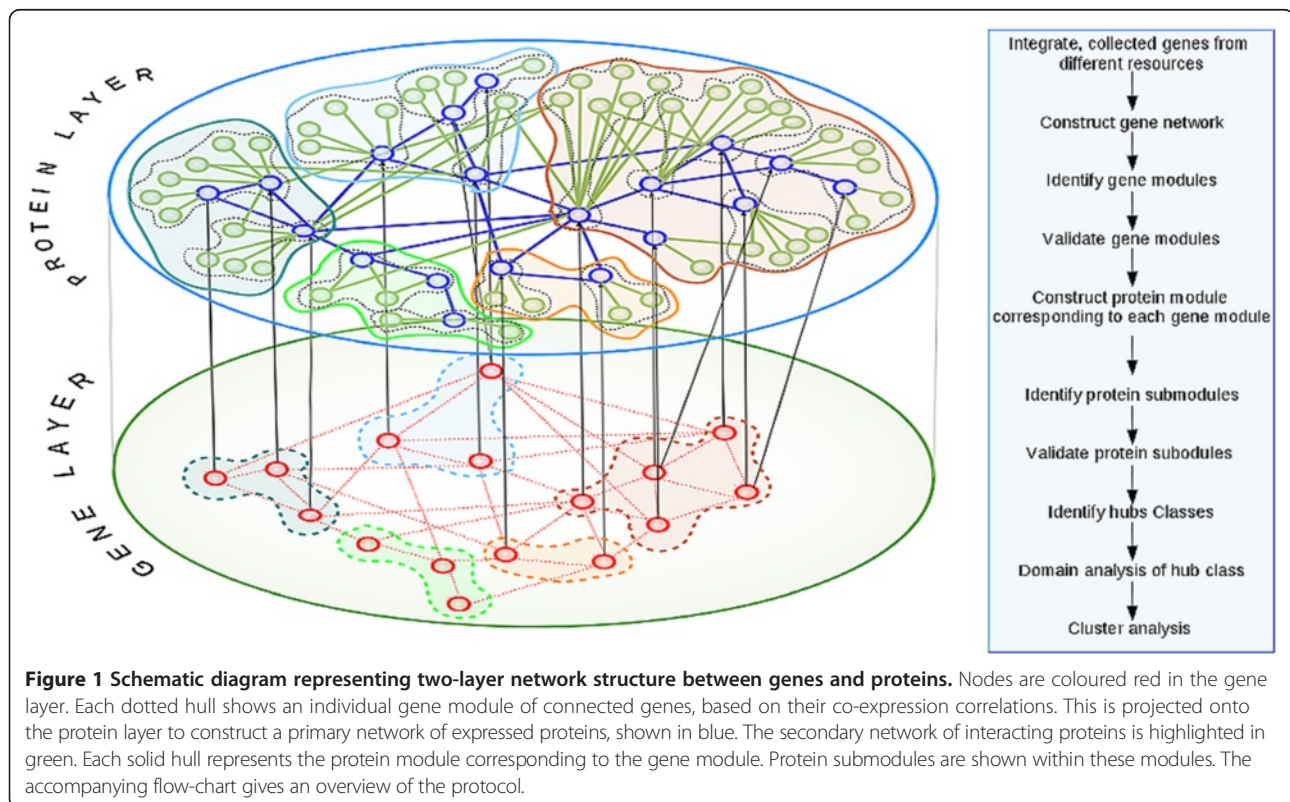 PROTEIN LAYER
GENE LAYER
Integrate, collected genes from
different resources
Construct gene network
Identify gene modules
Validate gene modules
Construct protein module
corresponding to each gene module
Identify protein submodules
Validate protein subodules
Identify hubs Classes
Domain analysis of hub class
Cluster analysis
Figure 1 Schematic diagram representing two-layer network structure between genes and proteins. Nodes are coloured red in the gene
layer. Each dotted hull shows an individual gene module of connected genes, based on their co-expression correlations. This is projected onto
the protein layer to construct a primary network of expressed proteins, shown in blue. The secondary network of interacting proteins is highlighted in
green. Each solid hull represents the protein module corresponding to the gene module. Protein submodules are shown within these modules. The
accompanying flow-chart gives an overview of the protocol.